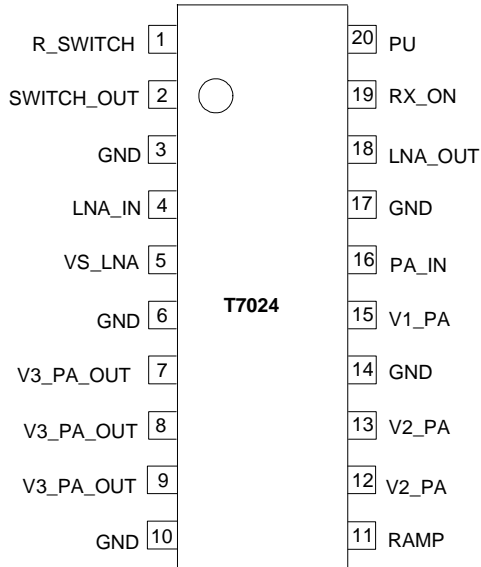 R_SWITCH 1 20 PU
SWITCH_OUT 2 19 RX_ON
GND 3 18 LNA_OUT
LNA_IN 4 17 GND
VS_LNA 5 16 PA_IN
T7024
GND 6 15 V1_PA
V3_PA_OUT 7 14 GND
V3_PA_OUT 8 13 V2_PA
V3_PA_OUT 9 12 V2_PA
GND 10 11 RAMP